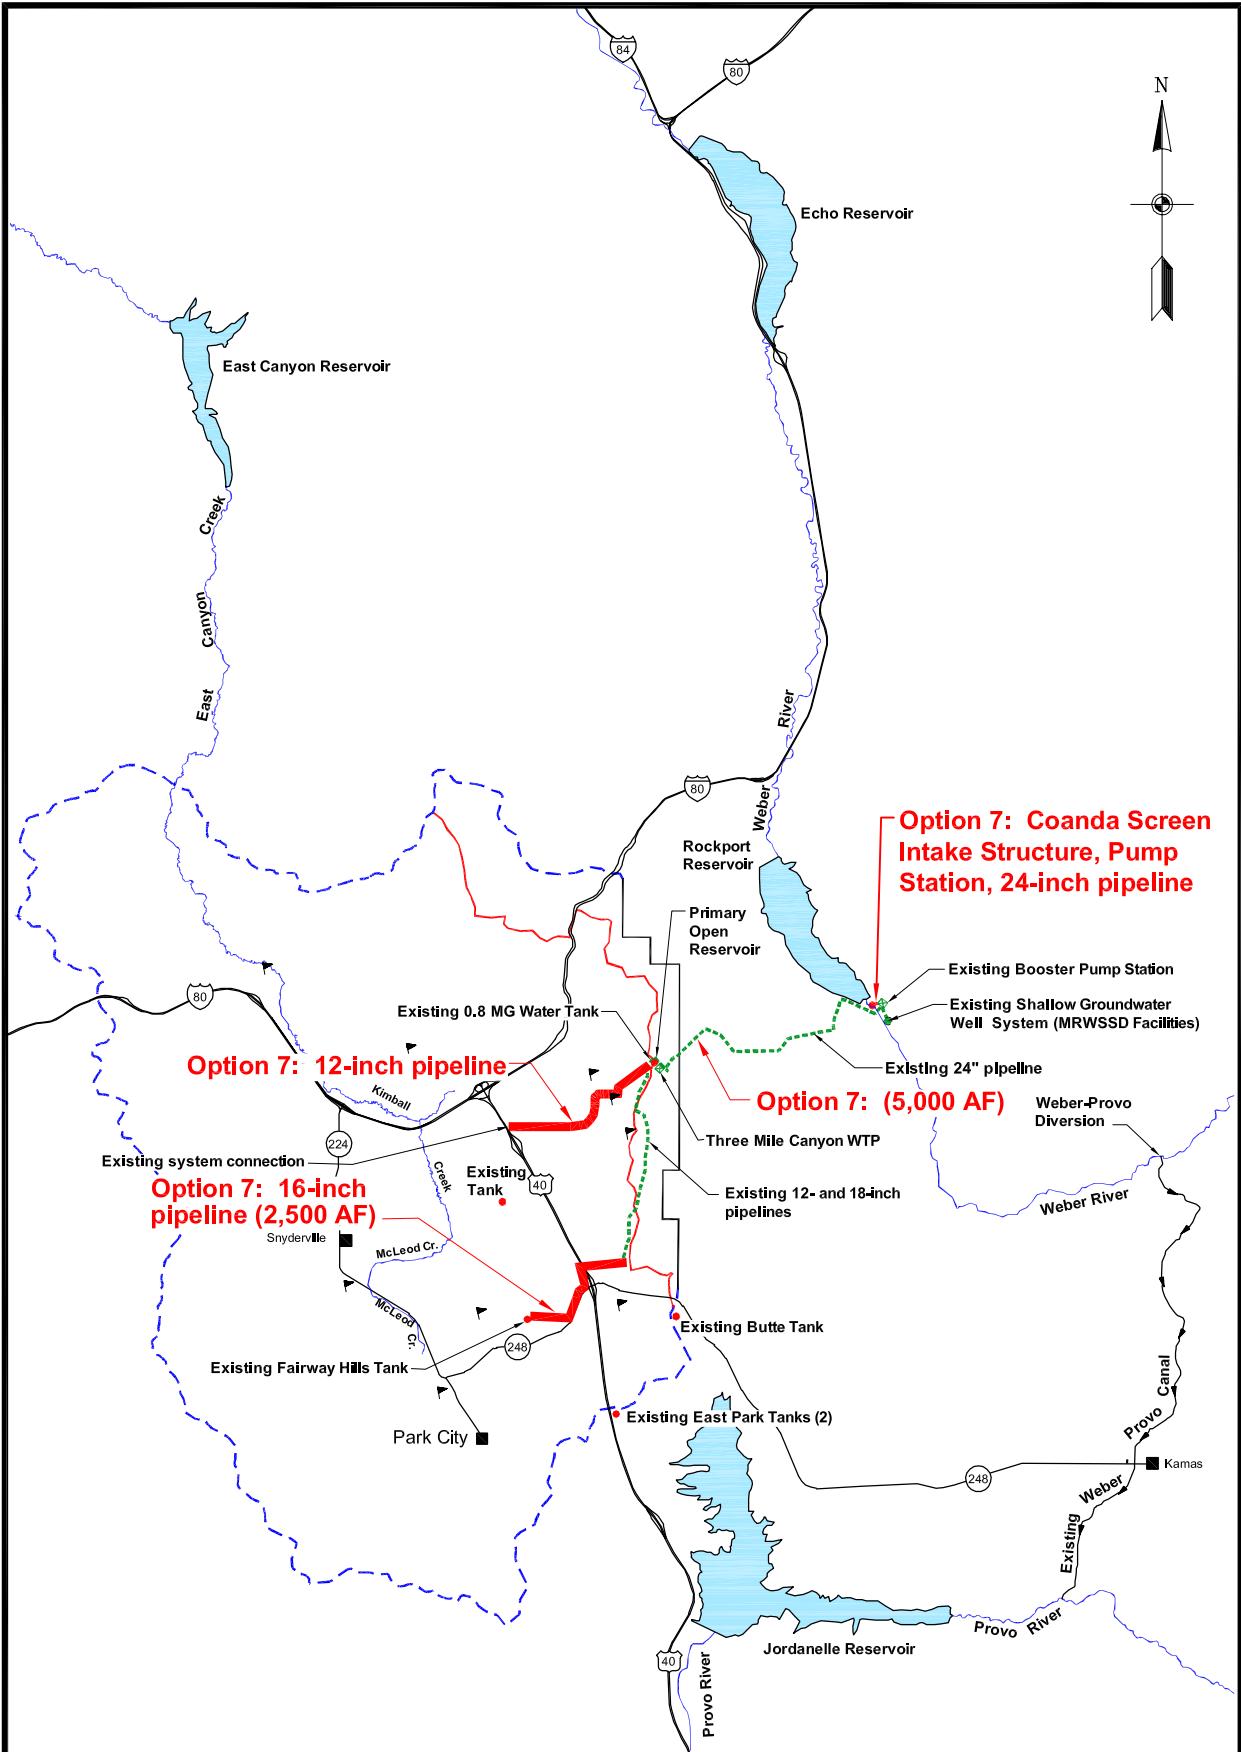 84
80
N
Echo Reservoir
East Canyon Reservoir
East Canyon Creek
Weber River
80
Rockport
Reservoir
Option 7: Coanda Screen
Intake Structure, Pump
Station, 24-inch pipeline
Primary
Open
Reservoir
Existing Booster Pump Station
80
Existing 0.8 MG Water Tank
Existing Shallow Groundwater
Well System (MRWSSD Facilities)
Option 7: 12-inch pipeline
Existing 24" pipeline
Kimball
Creek
Option 7: (5,000 AF)
Weber-Provo
Diversion
224
Three Mile Canyon WTP
Existing system connection
Existing
Tank
40
Option 7: 16-inch
pipeline (2,500 AF)
Existing 12- and 18-inch
pipelines
Weber River
Snyderville
McLeod Cr.
McLeod
Cr.
Existing Butte Tank
248
Existing Fairway Hills Tank
Existing East Park Tanks (2)
Park City
Existing Weber Provo Canal
Kamas
248
Provo River
Jordanelle Reservoir
40
Provo River